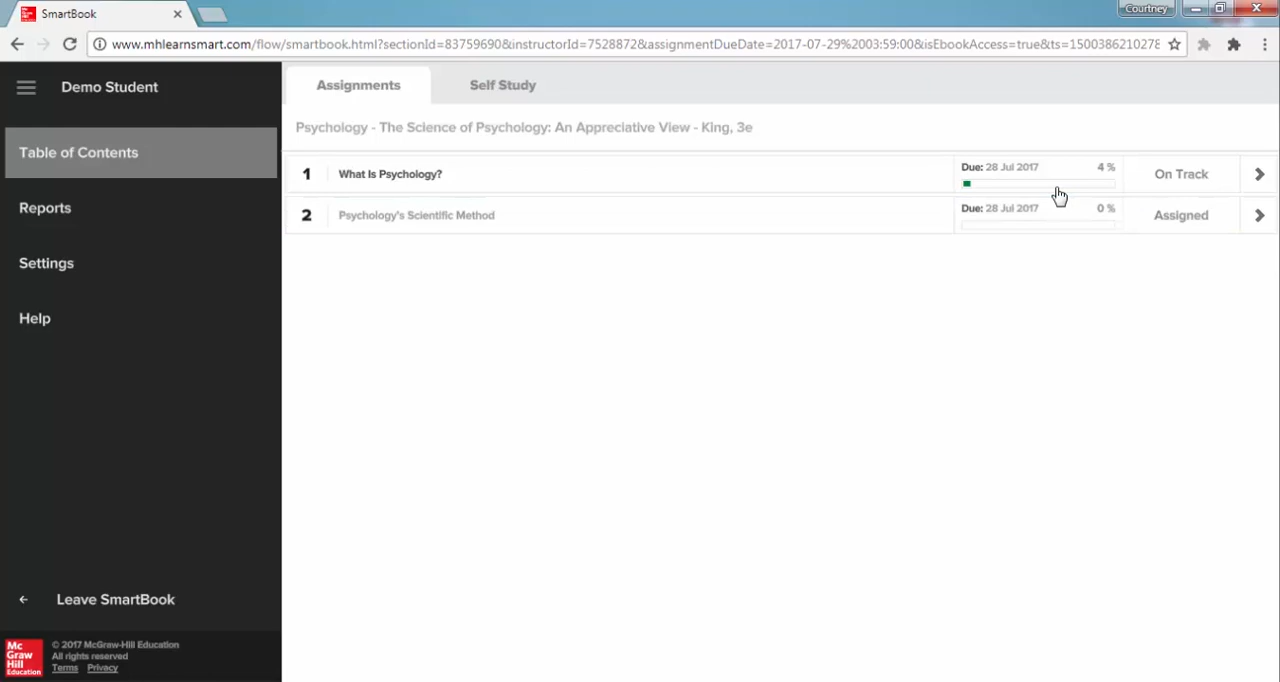 SmartBook
Courtney
www.mhlearnsmart.com/flow/smartbook.html?sectionId=83759690&instructorId=7528872&assignmentDueDate=2017-07-29%2003:59:00&isEbookAccess=true&ts=1500386210278
Demo Student
Table of Contents
Reports
Settings
Help
Leave SmartBook
Mc
Graw
Hill
Education
© 2017 McGraw-Hill Education
All rights reserved
Terms Privacy
Assignments Self Study
Psychology - The Science of Psychology: An Appreciative View - King, 3e
1 What Is Psychology? Due: 28 Jul 2017 4 % On Track
2 Psychology's Scientific Method Due: 28 Jul 2017 0 % Assigned